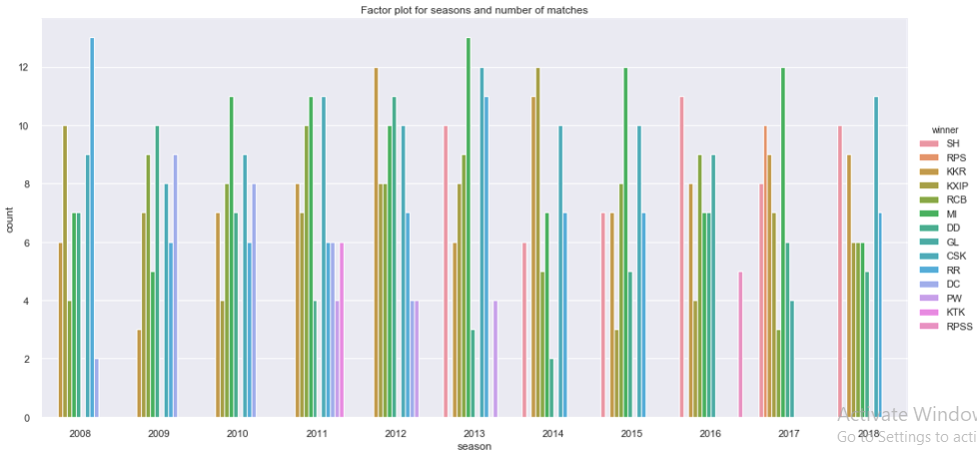 Factor plot for seasons and number of matches
12
10
8
6
4
2
0
count
2008 2009 2010 2011 2012 2013 2014 2015 2016 2017 2018
season
winner
SH
RPS
KKR
KXIP
RCB
MI
DD
GL
CSK
RR
DC
PW
KTK
RPSS
Activate Window
Go to Settings to acti